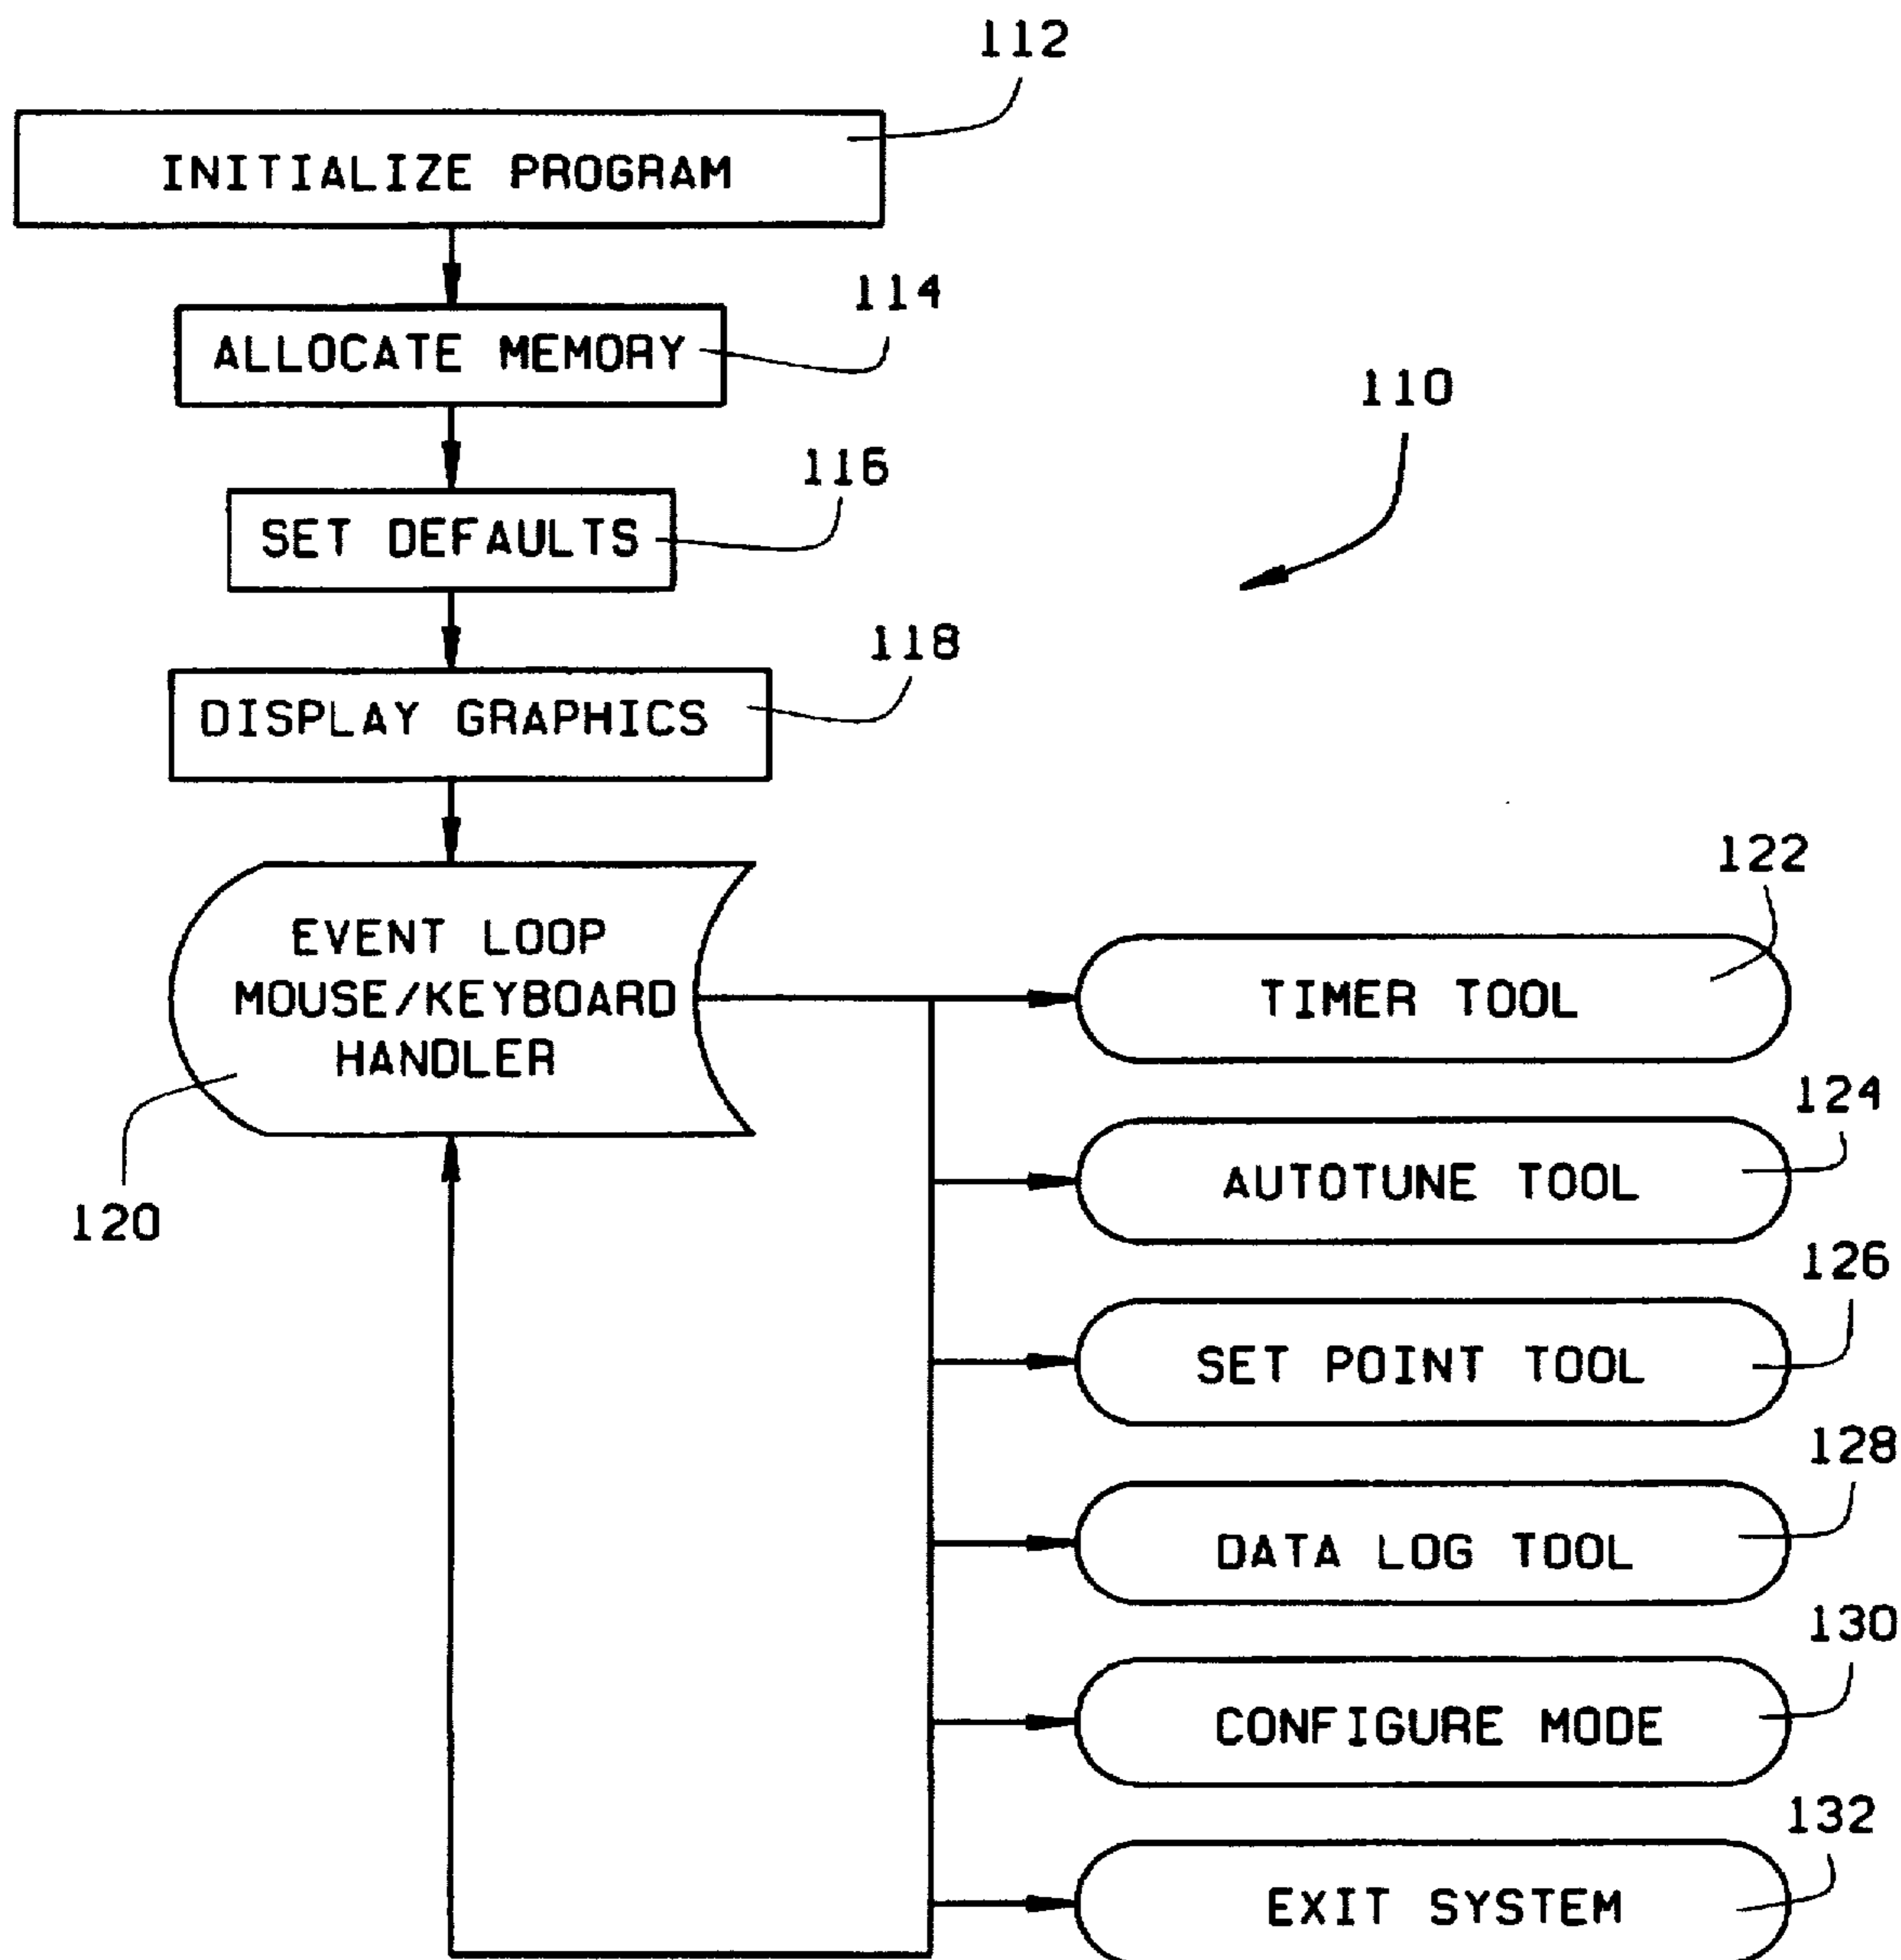 112
INITIALIZE PROGRAM
114
ALLOCATE MEMORY
110
116
SET DEFAULTS
118
DISPLAY GRAPHICS
122
EVENT LOOP
MOUSE/KEYBOARD
HANDLER
TIMER TOOL
120
124
AUTOTUNE TOOL
126
SET POINT TOOL
128
DATA LOG TOOL
130
CONFIGURE MODE
132
EXIT SYSTEM